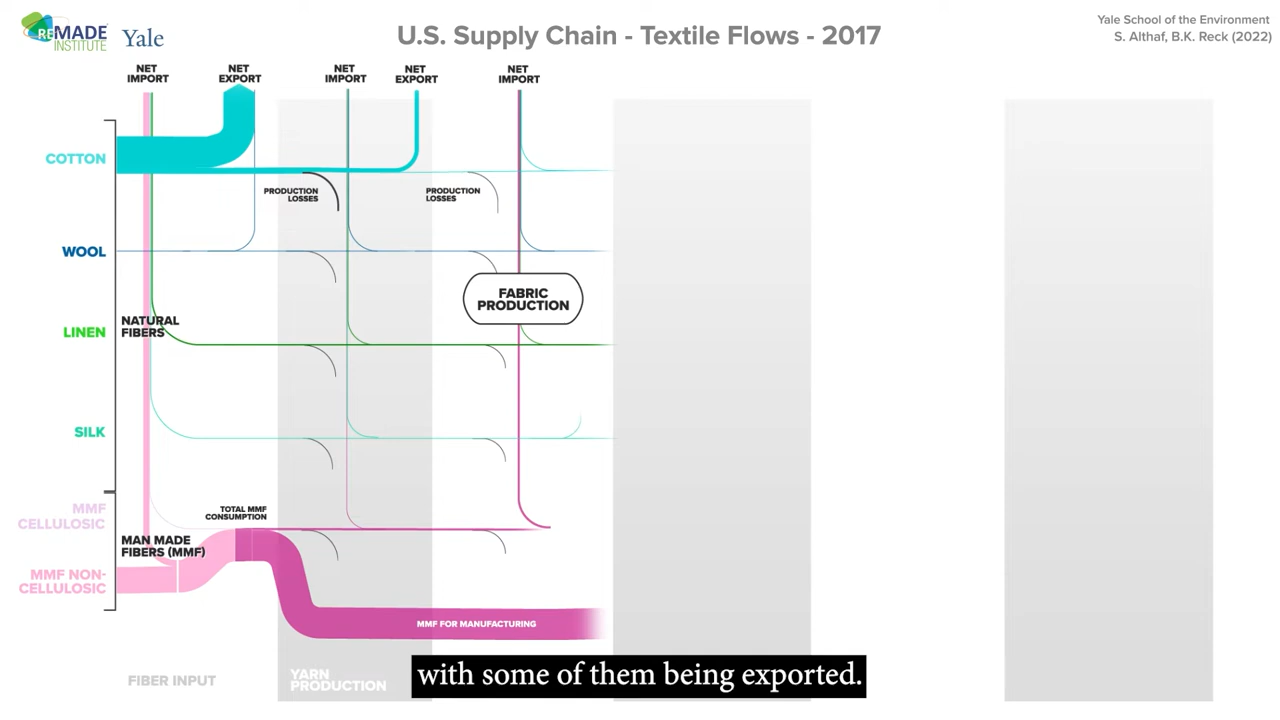 REMADE
INSTITUTE
Yale
U.S. Supply Chain - Textile Flows - 2017
Yale School of the Environment
S. Althaf, B.K. Reck (2022)
NET
IMPORT
NET
EXPORT
NET
IMPORT
NET
EXPORT
NET
IMPORT
COTTON
PRODUCTION
LOSSES
PRODUCTION
LOSSES
WOOL
FABRIC
PRODUCTION
NATURAL
FIBERS
LINEN
SILK
MMF
CELLULOSIC
TOTAL MMF
CONSUMPTION
MAN MADE
FIBERS (MMF)
MMF NON-
CELLULOSIC
MMF FOR MANUFACTURING
FIBER INPUT
YARN
PRODUCTION
with some of them being exported.